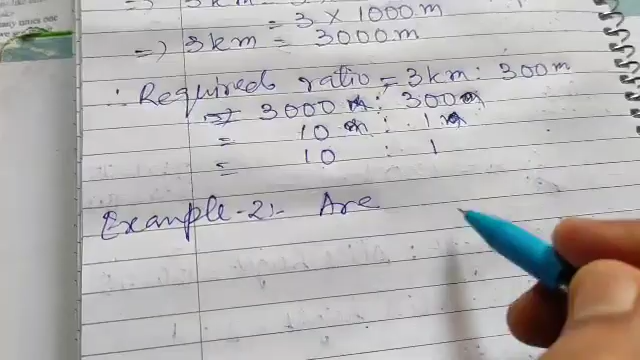 = 3 × 1000 m
=) 3 km = 3000 m
∴ Required ratio = 3 km : 300 m
=) 3000 m : 300 m
= 10 m : 1 m
= 10 : 1
Example-2:- Are